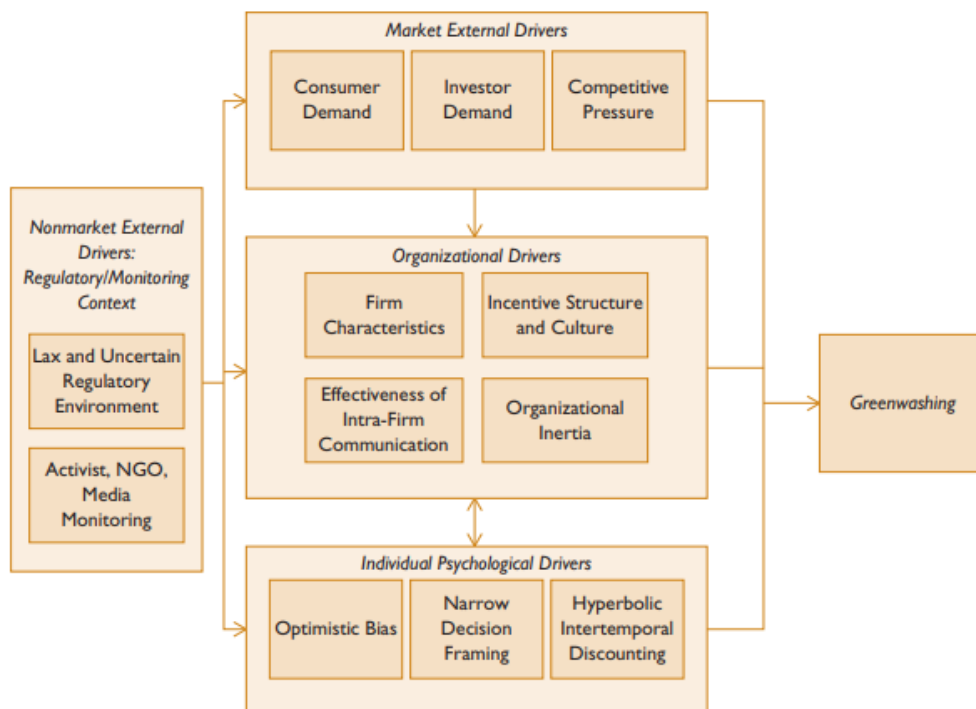 Market External Drivers
Consumer
Demand
Investor
Demand
Competitive
Pressure
Nonmarket External
Drivers:
Regulatory/Monitoring
Context
Lax and Uncertain
Regulatory
Environment
Activist, NGO,
Media
Monitoring
Organizational Drivers
Firm
Characteristics
Incentive Structure
and Culture
Effectiveness of
Intra-Firm
Communication
Organizational
Inertia
Individual Psychological Drivers
Optimistic Bias
Narrow
Decision
Framing
Hyperbolic
Intertemporal
Discounting
Greenwashing